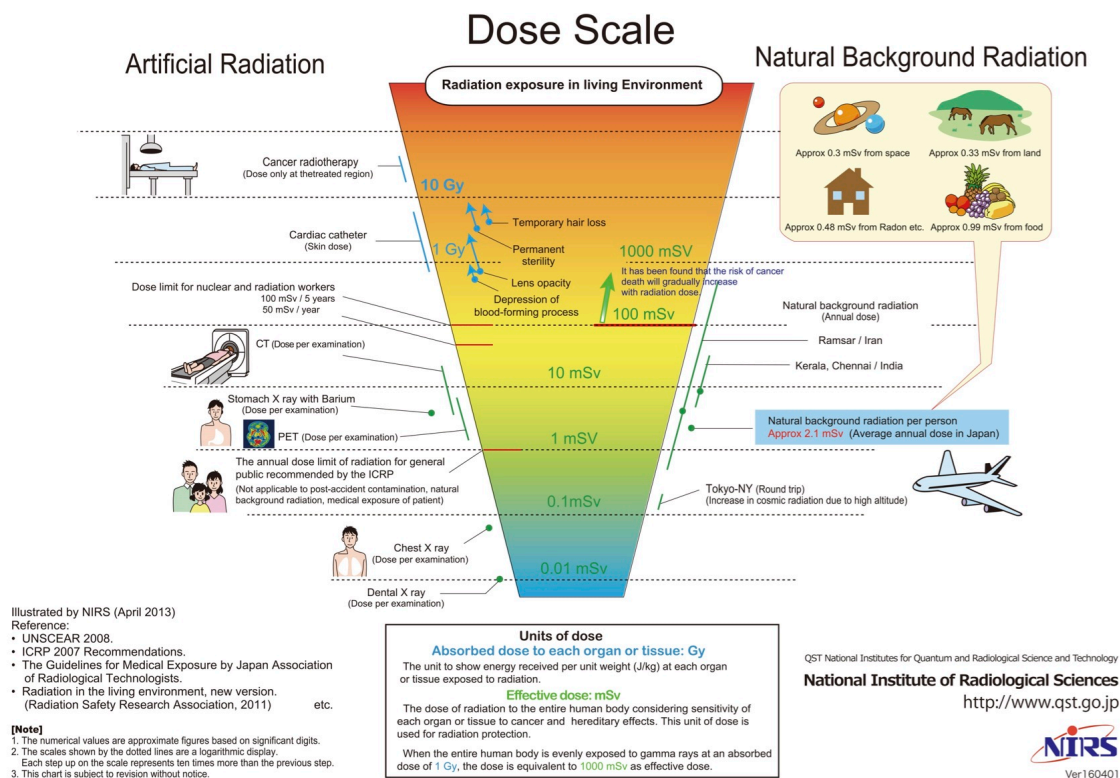 Dose Scale
Artificial Radiation
Natural Background Radiation
Radiation exposure in living Environment
Approx 0.3 mSv from space
Approx 0.33 mSv from land
Approx 0.48 mSv from Radon etc.
Approx 0.99 mSv from food
Cancer radiotherapy
(Dose only at thetreated region)
10 Gy
Cardiac catheter
(Skin dose)
1 Gy
Temporary hair loss
Permanent
sterility
Lens opacity
Depression of
blood-forming process
1000 mSV
It has been found that the risk of cancer
death will gradually increase
with radiation dose.
100 mSv
Dose limit for nuclear and radiation workers
100 mSv / 5 years
50 mSv / year
Natural background radiation
(Annual dose)
Ramsar / Iran
Kerala, Chennai / India
CT (Dose per examination)
10 mSv
Stomach X ray with Barium
(Dose per examination)
PET (Dose per examination)
1 mSV
Natural background radiation per person
Approx 2.1 mSv (Average annual dose in Japan)
The annual dose limit of radiation for general
public recommended by the ICRP
(Not applicable to post-accident contamination, natural
background radiation, medical exposure of patient)
0.1mSv
Tokyo-NY (Round trip)
(Increase in cosmic radiation due to high altitude)
Chest X ray
(Dose per examination)
0.01 mSv
Dental X ray
(Dose per examination)
Illustrated by NIRS (April 2013)
Reference:
• UNSCEAR 2008.
• ICRP 2007 Recommendations.
• The Guidelines for Medical Exposure by Japan Association
of Radiological Technologists.
• Radiation in the living environment, new version.
(Radiation Safety Research Association, 2011) etc.
[Note]
1. The numerical values are approximate figures based on significant digits.
2. The scales shown by the dotted lines are a logarithmic display.
Each step up on the scale represents ten times more than the previous step.
3. This chart is subject to revision without notice.
Units of dose
Absorbed dose to each organ or tissue: Gy
The unit to show energy received per unit weight (J/kg) at each organ
or tissue exposed to radiation.
Effective dose: mSv
The dose of radiation to the entire human body considering sensitivity of
each organ or tissue to cancer and hereditary effects. This unit of dose is
used for radiation protection.
When the entire human body is evenly exposed to gamma rays at an absorbed
dose of 1 Gy, the dose is equivalent to 1000 mSv as effective dose.
QST National Institutes for Quantum and Radiological Science and Technology
National Institute of Radiological Sciences
http://www.qst.go.jp
NIRS
Ver160401